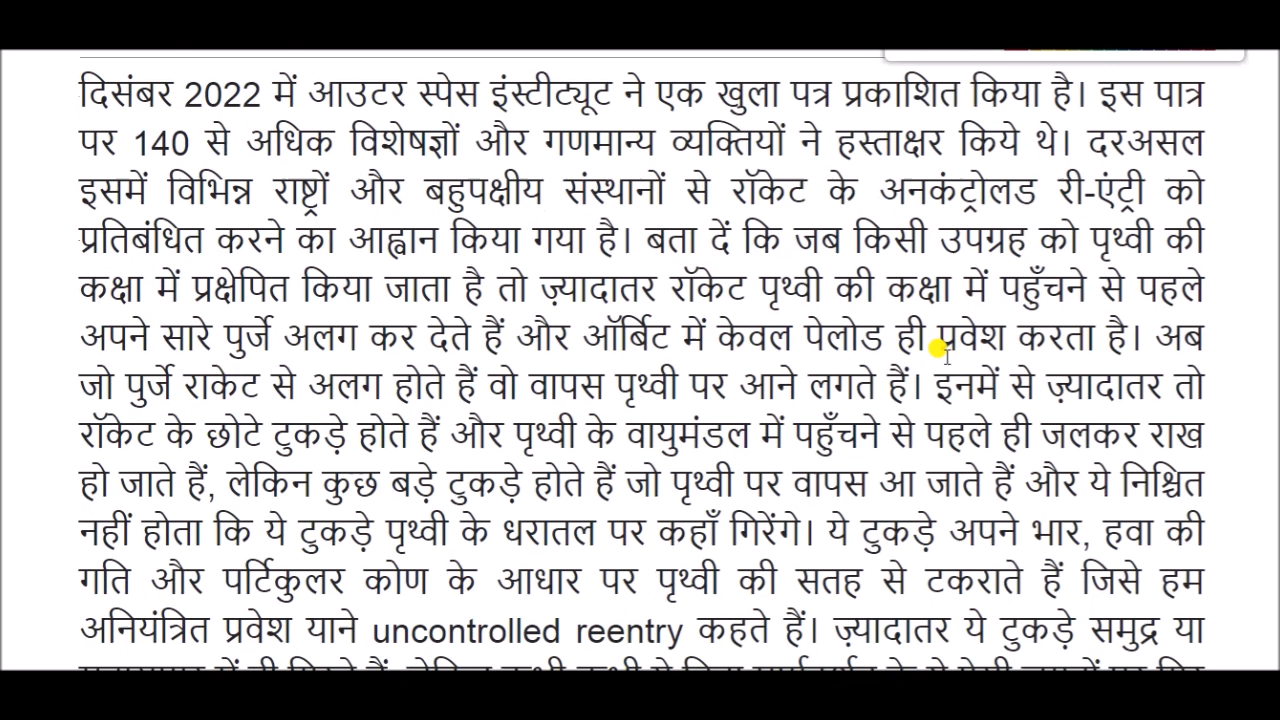 दिसंबर 2022 में आउटर स्पेस इंस्टीट्यूट ने एक खुला पत्र प्रकाशित किया है। इस पात्र
पर 140 से अधिक विशेषज्ञों और गणमान्य व्यक्तियों ने हस्ताक्षर किये थे। दरअसल
इसमें विभिन्न राष्ट्रों और बहुपक्षीय संस्थानों से रॉकेट के अनकंट्रोलड री-एंट्री को
प्रतिबंधित करने का आह्वान किया गया है। बता दें कि जब किसी उपग्रह को पृथ्वी की
कक्षा में प्रक्षेपित किया जाता है तो ज़्यादातर रॉकेट पृथ्वी की कक्षा में पहुँचने से पहले
अपने सारे पुर्जे अलग कर देते हैं और ऑर्बिट में केवल पेलोड ही प्रवेश करता है। अब
जो पुर्जे राकेट से अलग होते हैं वो वापस पृथ्वी पर आने लगते हैं। इनमें से ज़्यादातर तो
रॉकेट के छोटे टुकड़े होते हैं और पृथ्वी के वायुमंडल में पहुँचने से पहले ही जलकर राख
हो जाते हैं, लेकिन कुछ बड़े टुकड़े होते हैं जो पृथ्वी पर वापस आ जाते हैं और ये निश्चित
नहीं होता कि ये टुकड़े पृथ्वी के धरातल पर कहाँ गिरेंगे। ये टुकड़े अपने भार, हवा की
गति और पर्टिकुलर कोण के आधार पर पृथ्वी की सतह से टकराते हैं जिसे हम
अनियंत्रित प्रवेश याने uncontrolled reentry कहते हैं। ज़्यादातर ये टुकड़े समुद्र या